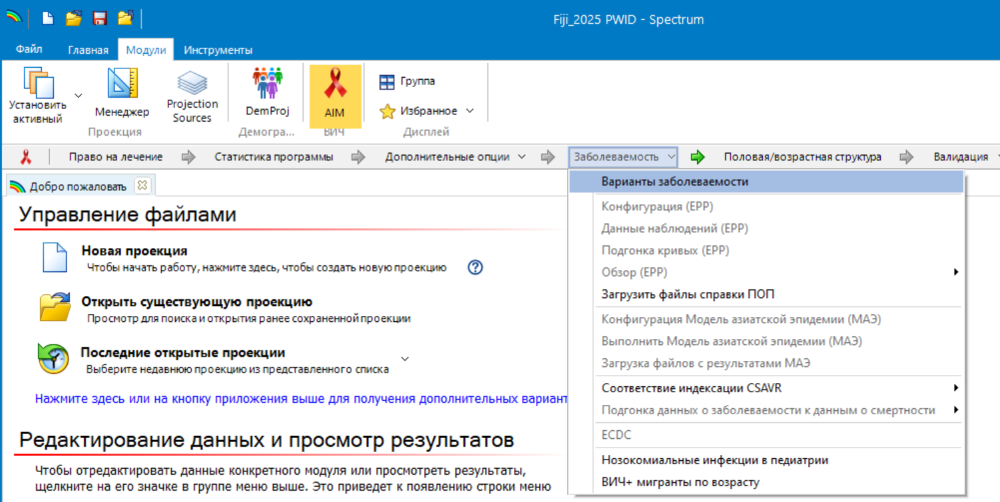 Fiji_2025 PWID - Spectrum
Файл Главная Модули Инструменты
Установить активный
Менеджер
Projection Sources
Проекция
DemProj
Демогра...
AIM
ВИЧ
Группа
Избранное
Дисплей
Право на лечение Статистика программы Дополнительные опции Заболеваемость Половая/возрастная структура Валидация
Добро пожаловать
Управление файлами
Новая проекция
Чтобы начать работу, нажмите здесь, чтобы создать новую проекцию
Открыть существующую проекцию
Просмотр для поиска и открытия ранее сохраненной проекции
Последние открытые проекции
Выберите недавнюю проекцию из представленного списка
Нажмите здесь или на кнопку приложения выше для получения дополнительных вариант
Редактирование данных и просмотр результатов
Чтобы отредактировать данные конкретного модуля или просмотреть результаты,
щелкните на его значке в группе меню выше. Это приведет к появлению строки меню
Варианты заболеваемости
Конфигурация (EPP)
Данные наблюдений (EPP)
Подгонка кривых (EPP)
Обзор (EPP)
Загрузить файлы справки ПОП
Конфигурация Модель азиатской эпидемии (МАЭ)
Выполнить Модель азиатской эпидемии (МАЭ)
Загрузка файлов с результатами МАЭ
Соответствие индексации CSAVR
Подгонка данных о заболеваемости к данным о смертности
ECDC
Нозокомиальные инфекции в педиатрии
ВИЧ+ мигранты по возрасту